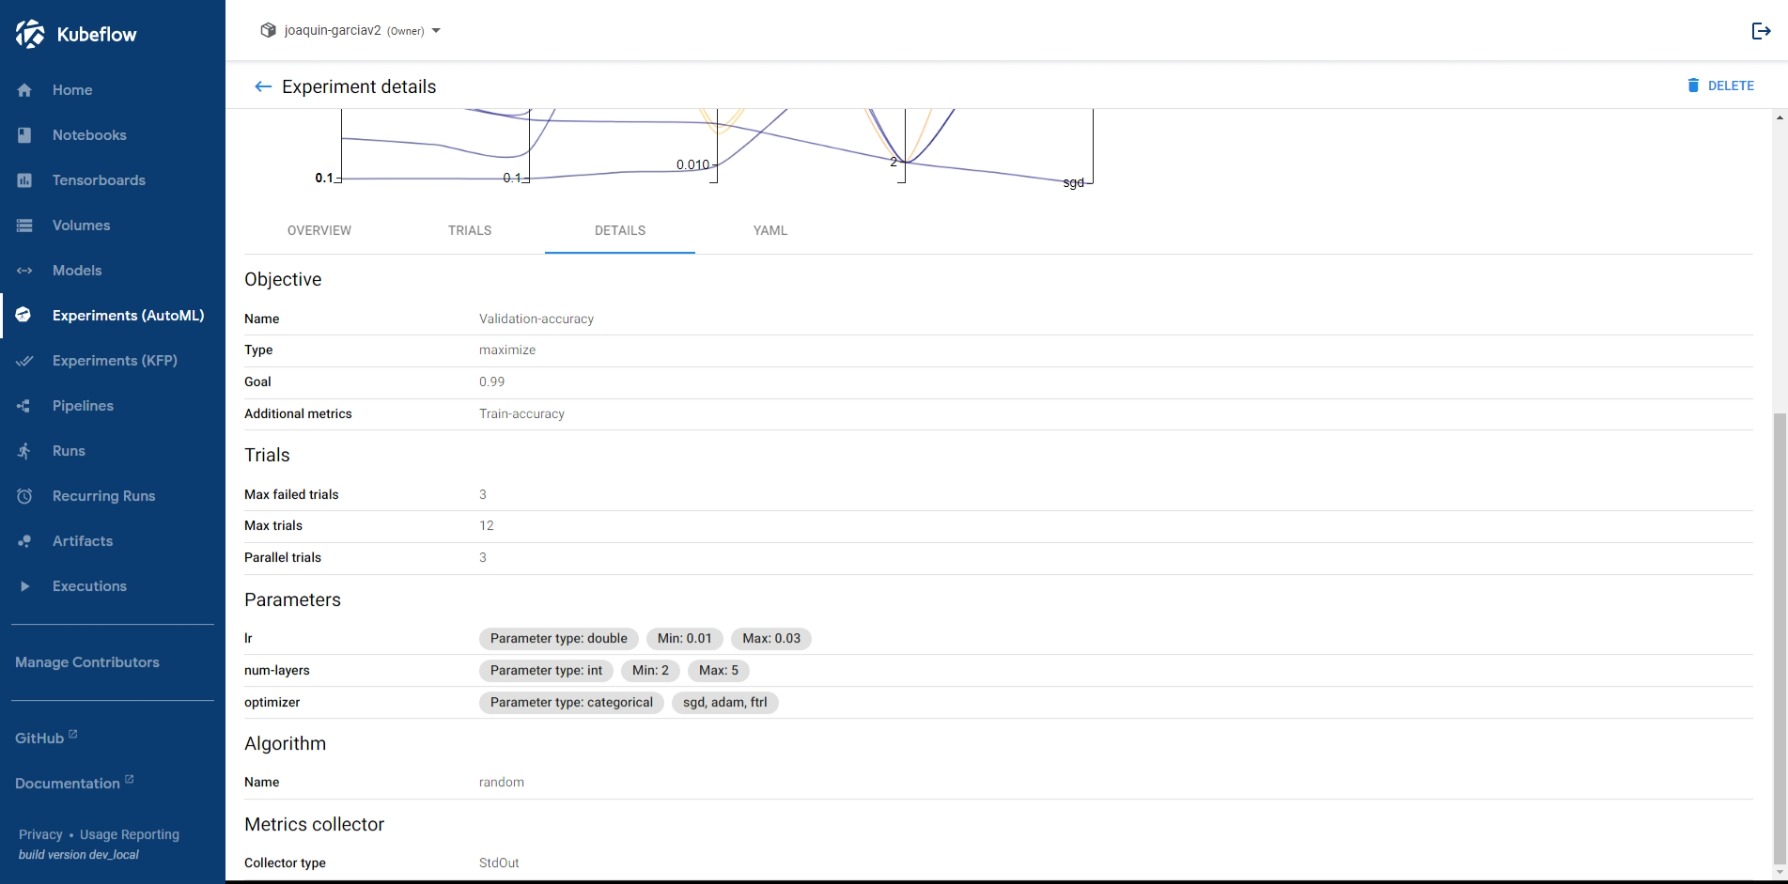 Kubeflow
Home
Notebooks
Tensorboards
Volumes
Models
Experiments (AutoML)
Experiments (KFP)
Pipelines
Runs
Recurring Runs
Artifacts
Executions
Manage Contributors
GitHub
Documentation
Privacy • Usage Reporting
build version dev_local
joaquin-garciav2 (Owner)
Experiment details
DELETE
0.1 0.1 0.010 2 sgd
OVERVIEW TRIALS DETAILS YAML
Objective
Name Validation-accuracy
Type maximize
Goal 0.99
Additional metrics Train-accuracy
Trials
Max failed trials 3
Max trials 12
Parallel trials 3
Parameters
lr Parameter type: double Min: 0.01 Max: 0.03
num-layers Parameter type: int Min: 2 Max: 5
optimizer Parameter type: categorical sgd, adam, ftrl
Algorithm
Name random
Metrics collector
Collector type StdOut